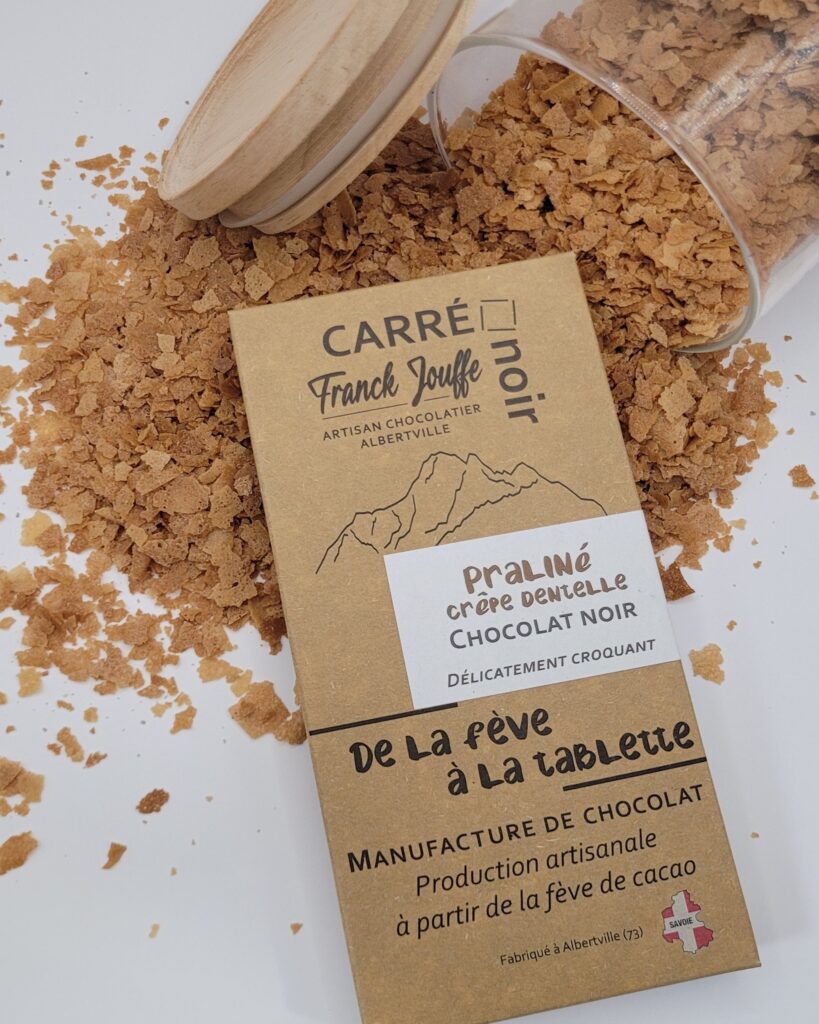 CARRÉ
noir
Franck Jouffe
ARTISAN CHOCOLATIER
ALBERTVILLE
Praliné
crêpe dentelle
CHOCOLAT NOIR
DÉLICATEMENT CROQUANT
De la fève
à la tablette
MANUFACTURE DE CHOCOLAT
Production artisanale
à partir de la fève de cacao
Fabriqué à Albertville (73)
SAVOIE